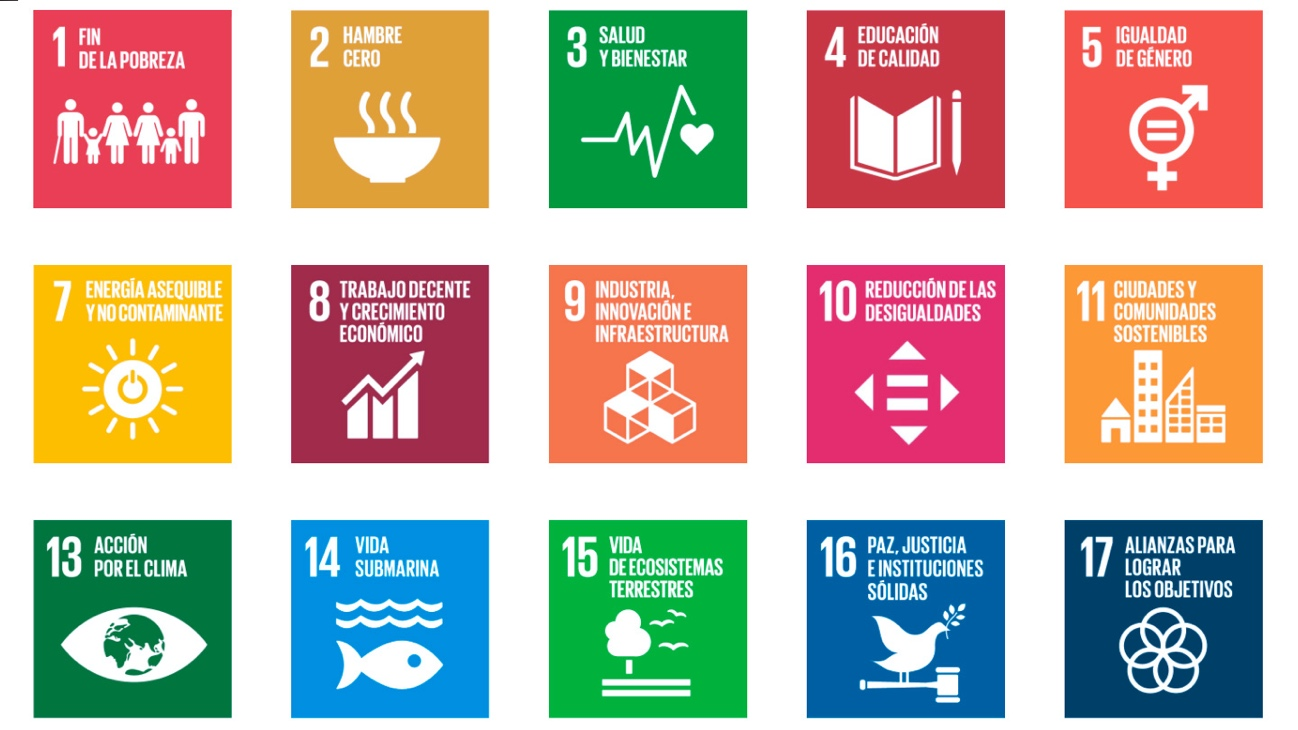 1 FIN
DE LA POBREZA
2 HAMBRE
CERO
3 SALUD
Y BIENESTAR
4 EDUCACIÓN
DE CALIDAD
5 IGUALDAD
DE GÉNERO
7 ENERGÍA ASEQUIBLE
Y NO CONTAMINANTE
8 TRABAJO DECENTE
Y CRECIMIENTO
ECONÓMICO
9 INDUSTRIA,
INNOVACIÓN E
INFRAESTRUCTURA
10 REDUCCIÓN DE LAS
DESIGUALDADES
11 CIUDADES Y
COMUNIDADES
SOSTENIBLES
13 ACCIÓN
POR EL CLIMA
14 VIDA
SUBMARINA
15 VIDA
DE ECOSISTEMAS
TERRESTRES
16 PAZ, JUSTICIA
E INSTITUCIONES
SÓLIDAS
17 ALIANZAS PARA
LOGRAR
LOS OBJETIVOS